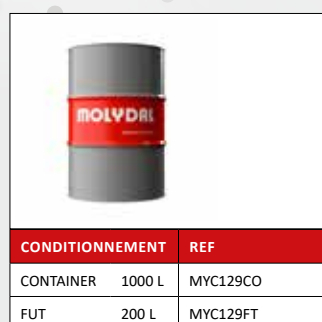 MOLYDAL
CONDITIONNEMENT REF
CONTAINER 1000 L MYC129CO
FUT 200 L MYC129FT